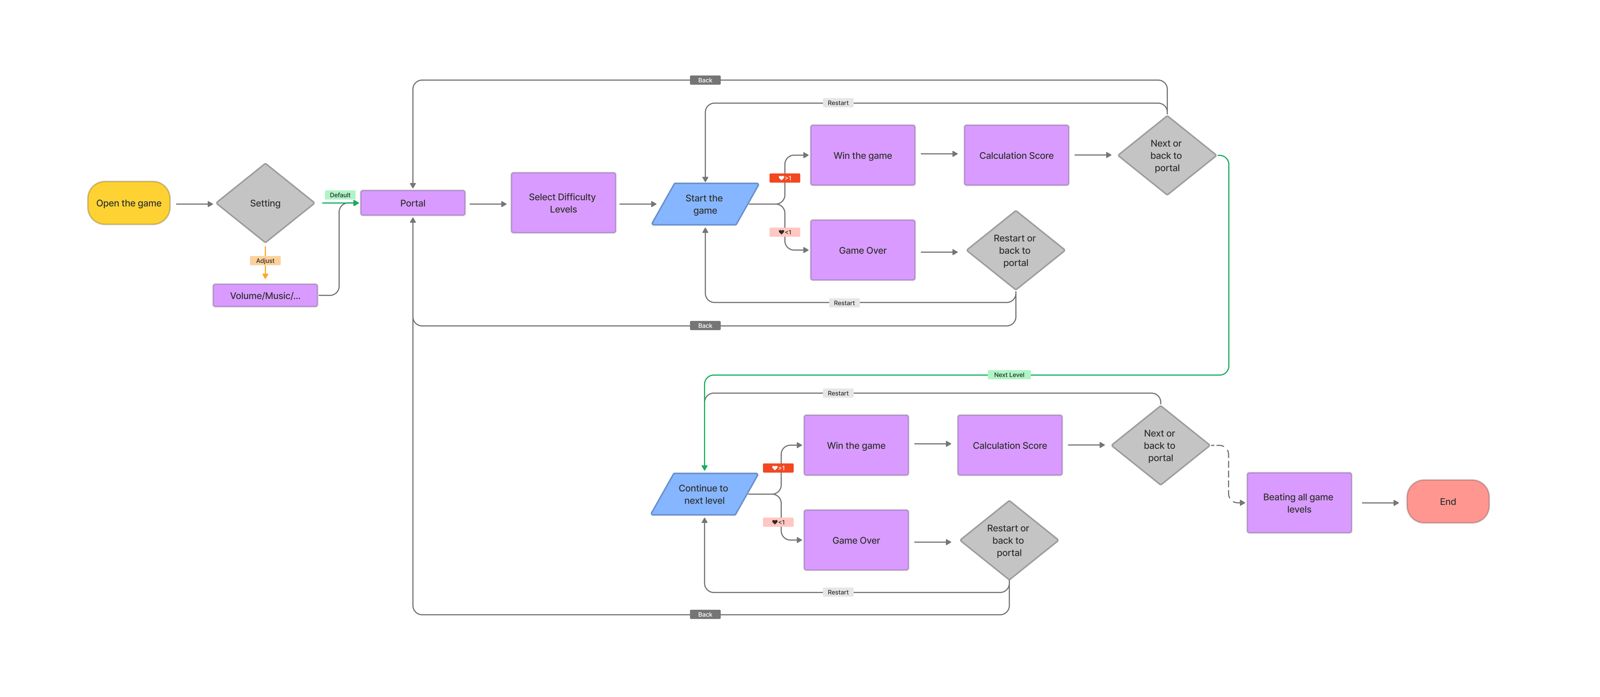 Back
Restart
Next or
back to
portal
Win the game
Calculation Score
♥>1
Open the game
Setting
Default
Portal
Select Difficulty
Levels
Start the
game
♥<1
Game Over
Restart or
back to
portal
Adjust
Volume/Music/...
Restart
Back
Next Level
Restart
Win the game
Calculation Score
Next or
back to
portal
♥>1
Continue to
next level
♥<1
Game Over
Restart or
back to
portal
Beating all game
levels
End
Restart
Back